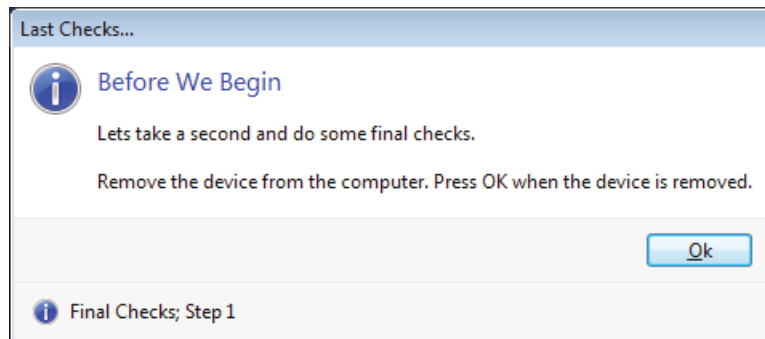 Last Checks...
Before We Begin
Lets take a second and do some final checks.
Remove the device from the computer. Press OK when the device is removed.
Ok
Final Checks; Step 1